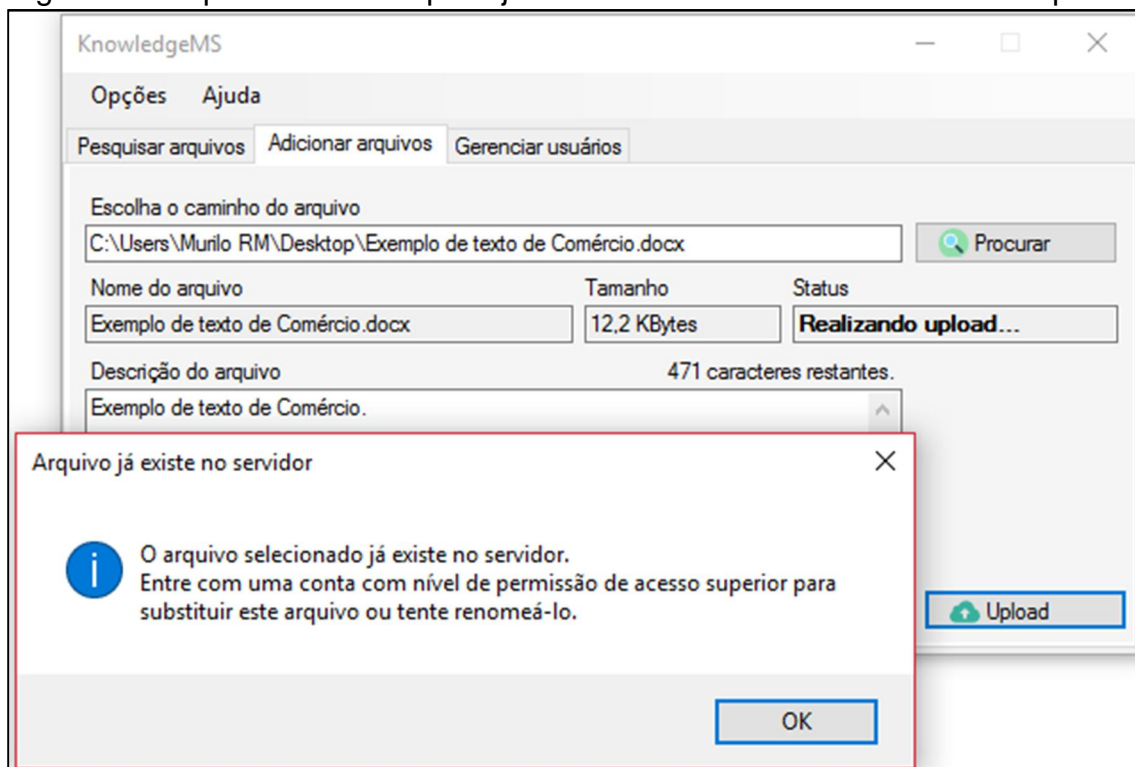 KnowledgeMS
Opções Ajuda
Pesquisar arquivos Adicionar arquivos Gerenciar usuários
Escolha o caminho do arquivo
C:\Users\Murilo RM\Desktop\Exemplo de texto de Comércio.docx Procurar
Nome do arquivo Tamanho Status
Exemplo de texto de Comércio.docx 12,2 KBytes Realizando upload...
Descrição do arquivo 471 caracteres restantes.
Exemplo de texto de Comércio.
Arquivo já existe no servidor
O arquivo selecionado já existe no servidor.
Entre com uma conta com nível de permissão de acesso superior para
substituir este arquivo ou tente renomeá-lo.
Upload
OK